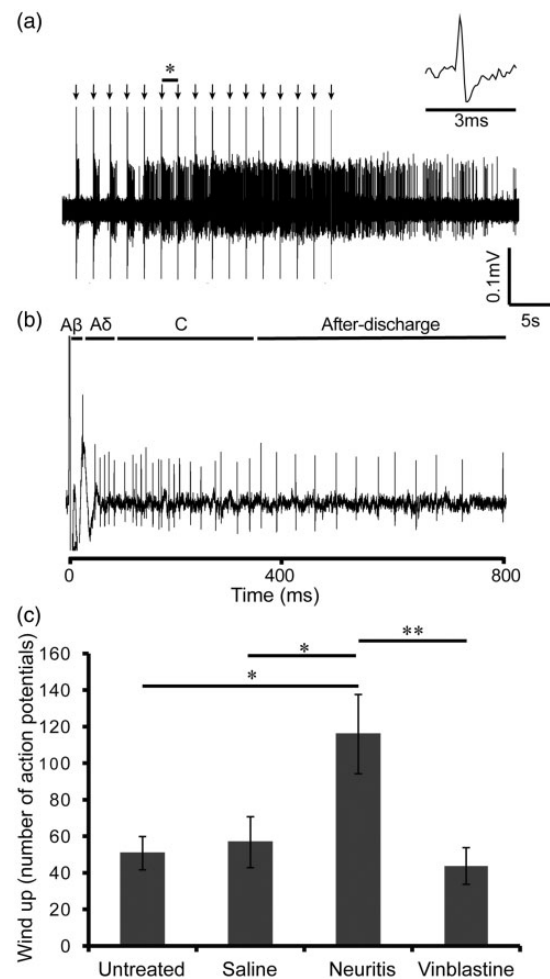 (a)
*
3ms
0.1mV
5s
(b)
Aβ Aδ C After-discharge
0 400 800
Time (ms)
(c)
Wind up (number of action potentials)
160
140
120
100
80
60
40
20
0
*
*
**
Untreated Saline Neuritis Vinblastine